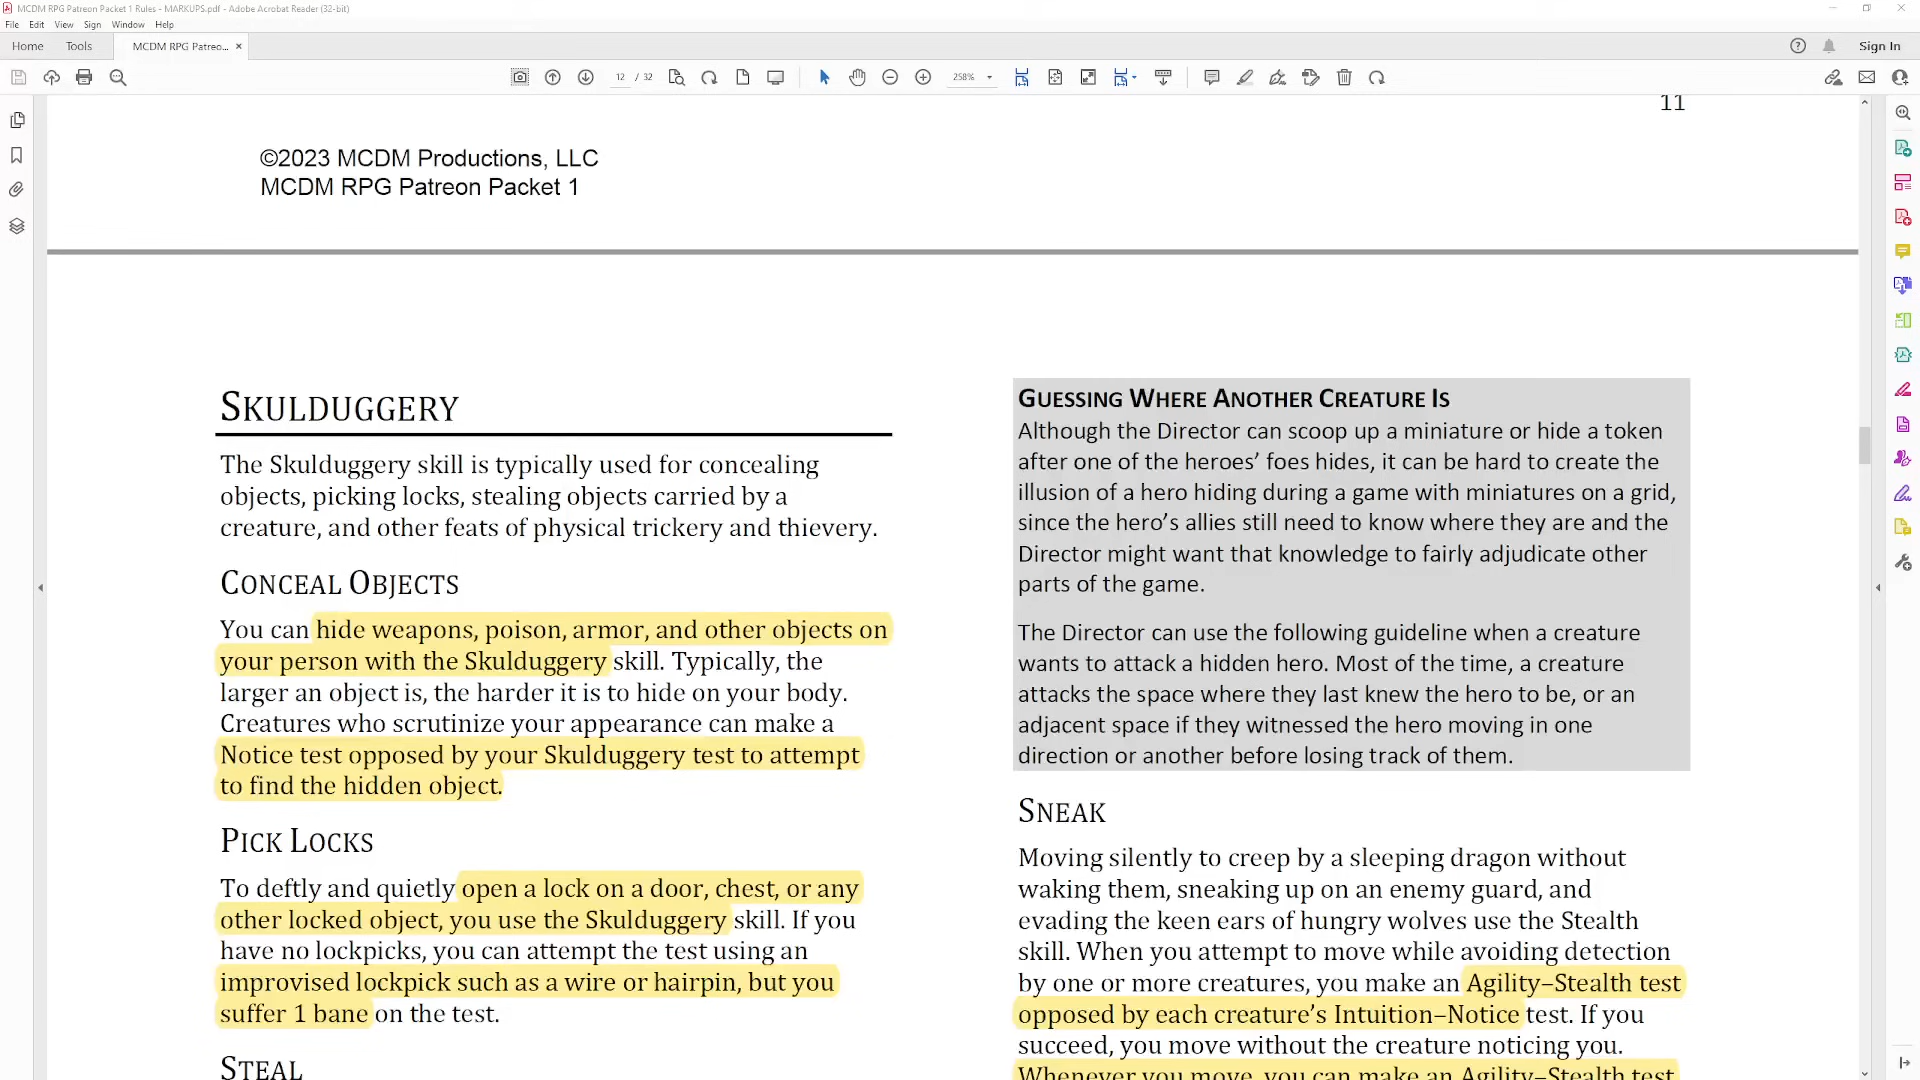 MCDM RPG Patreon Packet 1 Rules - MARKUPS.pdf - Adobe Acrobat Reader (32-bit)
File Edit View Sign Window Help
Home Tools MCDM RPG Patreo... × Sign In
12 / 32 258%
11
©2023 MCDM Productions, LLC
MCDM RPG Patreon Packet 1
SKULDUGGERY
The Skulduggery skill is typically used for concealing
objects, picking locks, stealing objects carried by a
creature, and other feats of physical trickery and thievery.
CONCEAL OBJECTS
You can hide weapons, poison, armor, and other objects on
your person with the Skulduggery skill. Typically, the
larger an object is, the harder it is to hide on your body.
Creatures who scrutinize your appearance can make a
Notice test opposed by your Skulduggery test to attempt
to find the hidden object.
PICK LOCKS
To deftly and quietly open a lock on a door, chest, or any
other locked object, you use the Skulduggery skill. If you
have no lockpicks, you can attempt the test using an
improvised lockpick such as a wire or hairpin, but you
suffer 1 bane on the test.
STEAL
GUESSING WHERE ANOTHER CREATURE IS
Although the Director can scoop up a miniature or hide a token
after one of the heroes’ foes hides, it can be hard to create the
illusion of a hero hiding during a game with miniatures on a grid,
since the hero’s allies still need to know where they are and the
Director might want that knowledge to fairly adjudicate other
parts of the game.
The Director can use the following guideline when a creature
wants to attack a hidden hero. Most of the time, a creature
attacks the space where they last knew the hero to be, or an
adjacent space if they witnessed the hero moving in one
direction or another before losing track of them.
SNEAK
Moving silently to creep by a sleeping dragon without
waking them, sneaking up on an enemy guard, and
evading the keen ears of hungry wolves use the Stealth
skill. When you attempt to move while avoiding detection
by one or more creatures, you make an Agility–Stealth test
opposed by each creature’s Intuition–Notice test. If you
succeed, you move without the creature noticing you.
Whenever you move, you can make an Agility–Stealth test